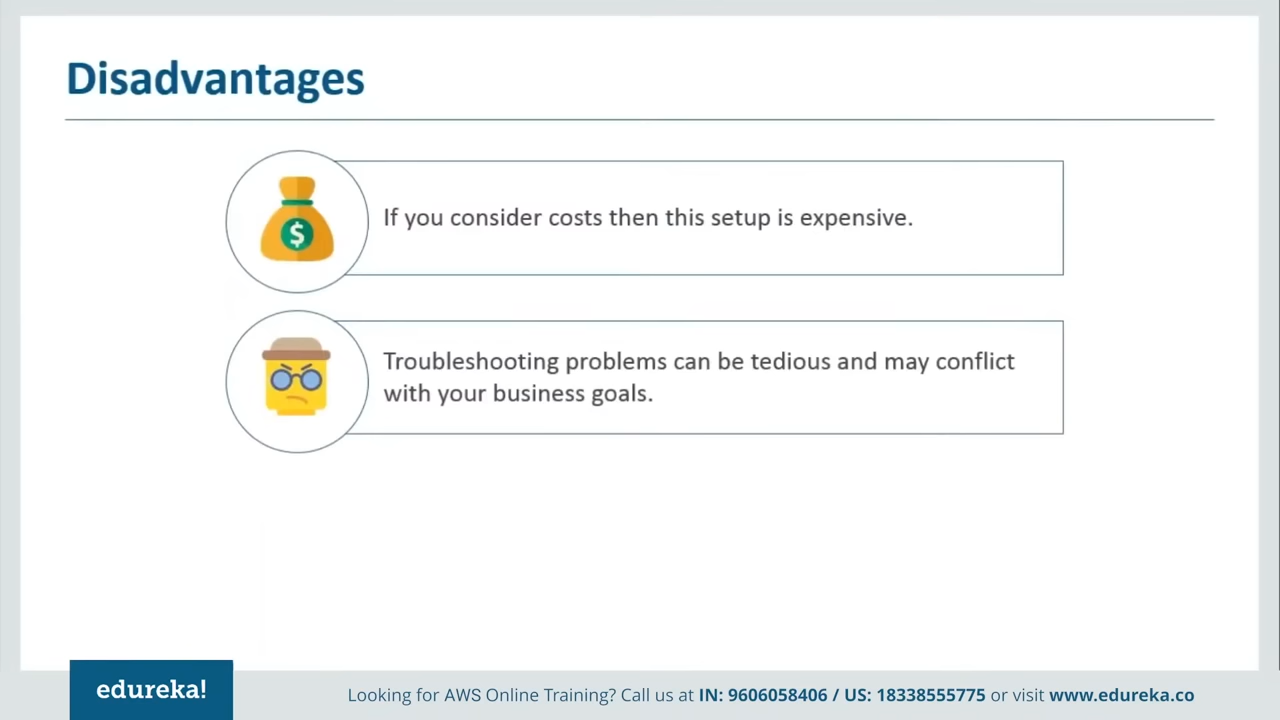 Disadvantages
$
If you consider costs then this setup is expensive.
Troubleshooting problems can be tedious and may conflict
with your business goals.
edureka!
Looking for AWS Online Training? Call us at IN: 9606058406 / US: 18338555775 or visit www.edureka.co